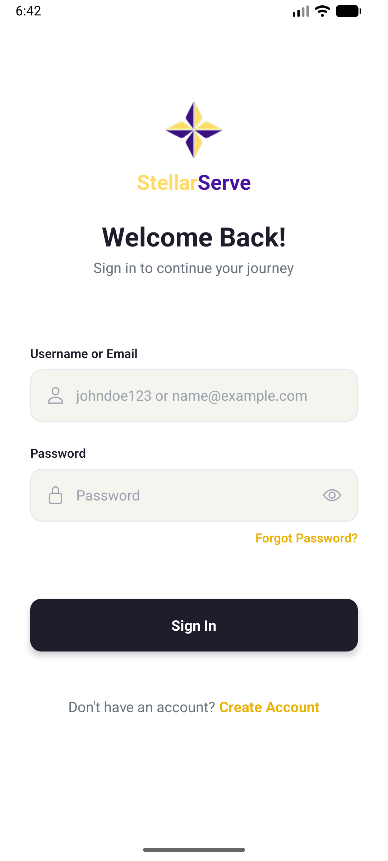 6:42
StellarServe
Welcome Back!
Sign in to continue your journey
Username or Email
johndoe123 or name@example.com
Password
Password
Forgot Password?
Sign In
Don't have an account? Create Account